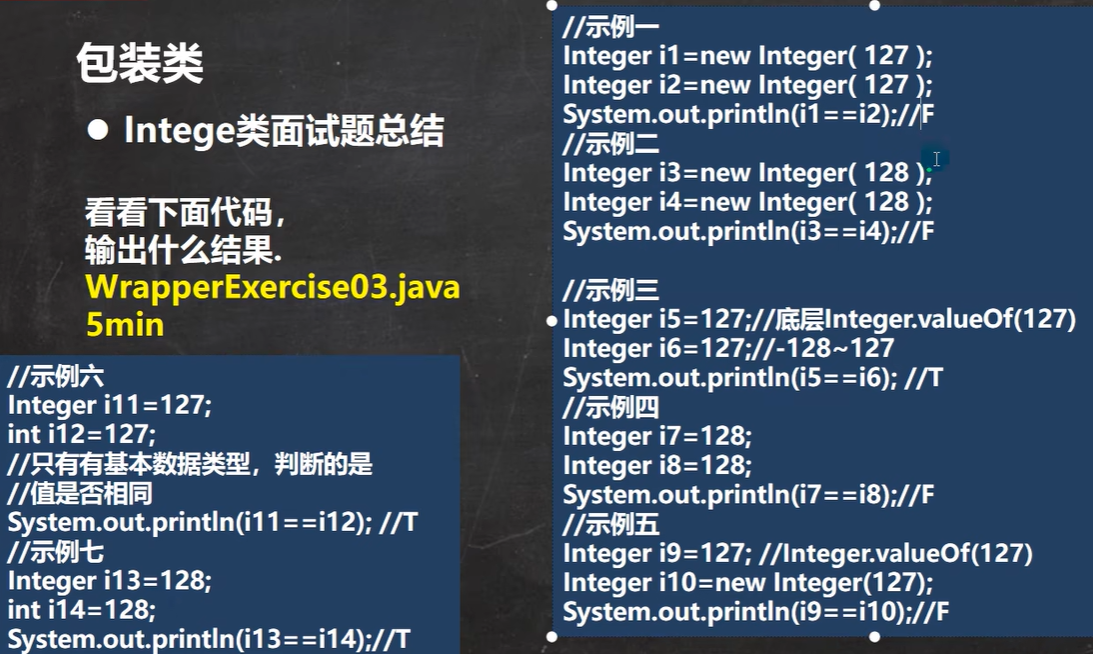 包装类
● Intege类面试题总结
看看下面代码，
输出什么结果.
WrapperExercise03.java
5min
//示例一
Integer i1=new Integer( 127 );
Integer i2=new Integer( 127 );
System.out.println(i1==i2);//F
//示例二
Integer i3=new Integer( 128 );
Integer i4=new Integer( 128 );
System.out.println(i3==i4);//F
//示例三
Integer i5=127;//底层Integer.valueOf(127)
Integer i6=127;//-128~127
System.out.println(i5==i6); //T
//示例四
Integer i7=128;
Integer i8=128;
System.out.println(i7==i8);//F
//示例五
Integer i9=127; //Integer.valueOf(127)
Integer i10=new Integer(127);
System.out.println(i9==i10);//F
//示例六
Integer i11=127;
int i12=127;
//只有有基本数据类型，判断的是
//值是否相同
System.out.println(i11==i12); //T
//示例七
Integer i13=128;
int i14=128;
System.out.println(i13==i14);//T